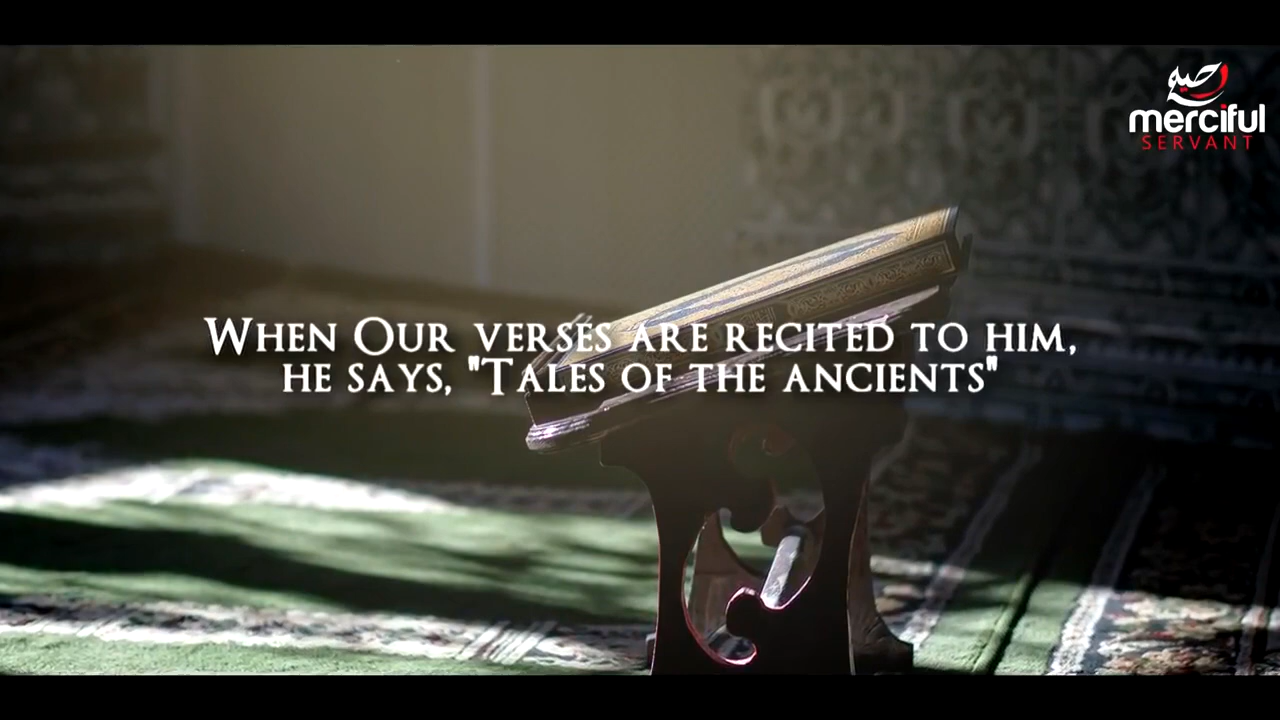 merciful
SERVANT
When Our verses are recited to him,
he says, "Tales of the ancients"